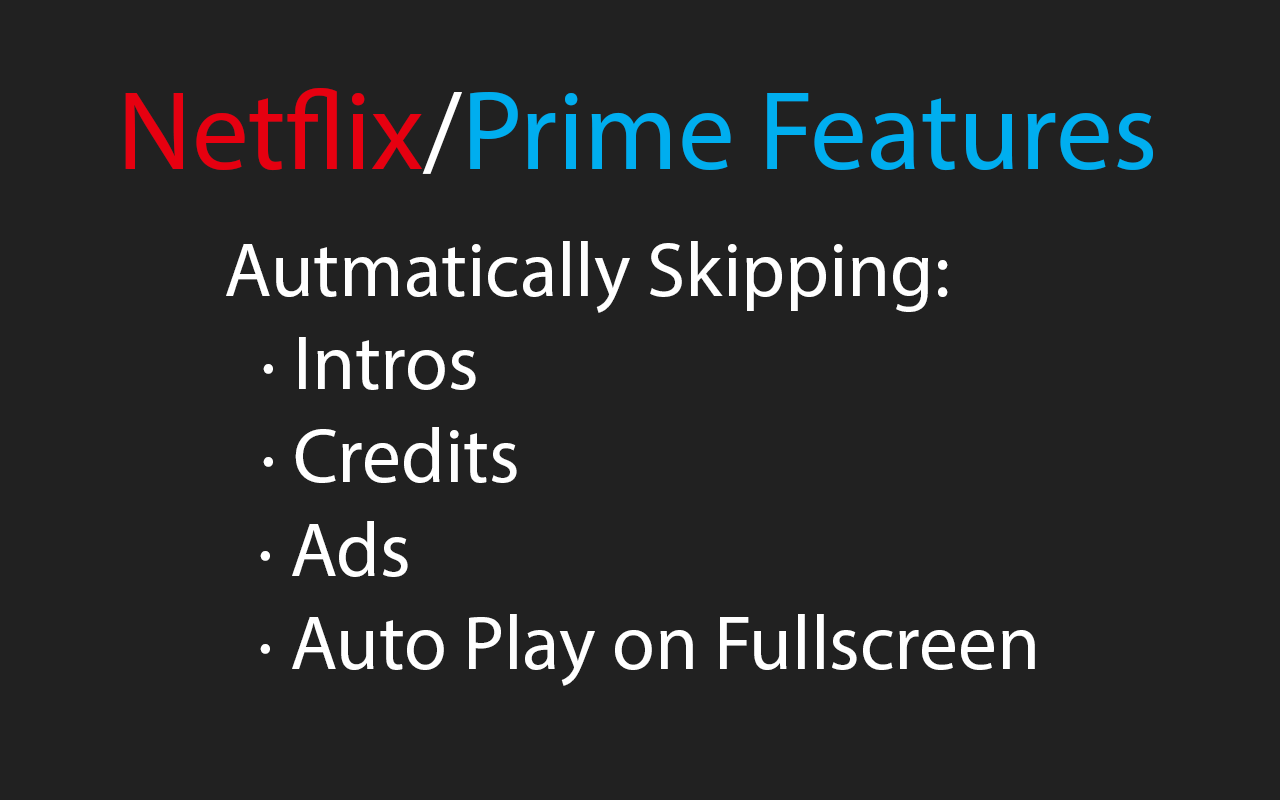 Netflix/Prime Features
Autmatically Skipping:
· Intros
· Credits
· Ads
· Auto Play on Fullscreen